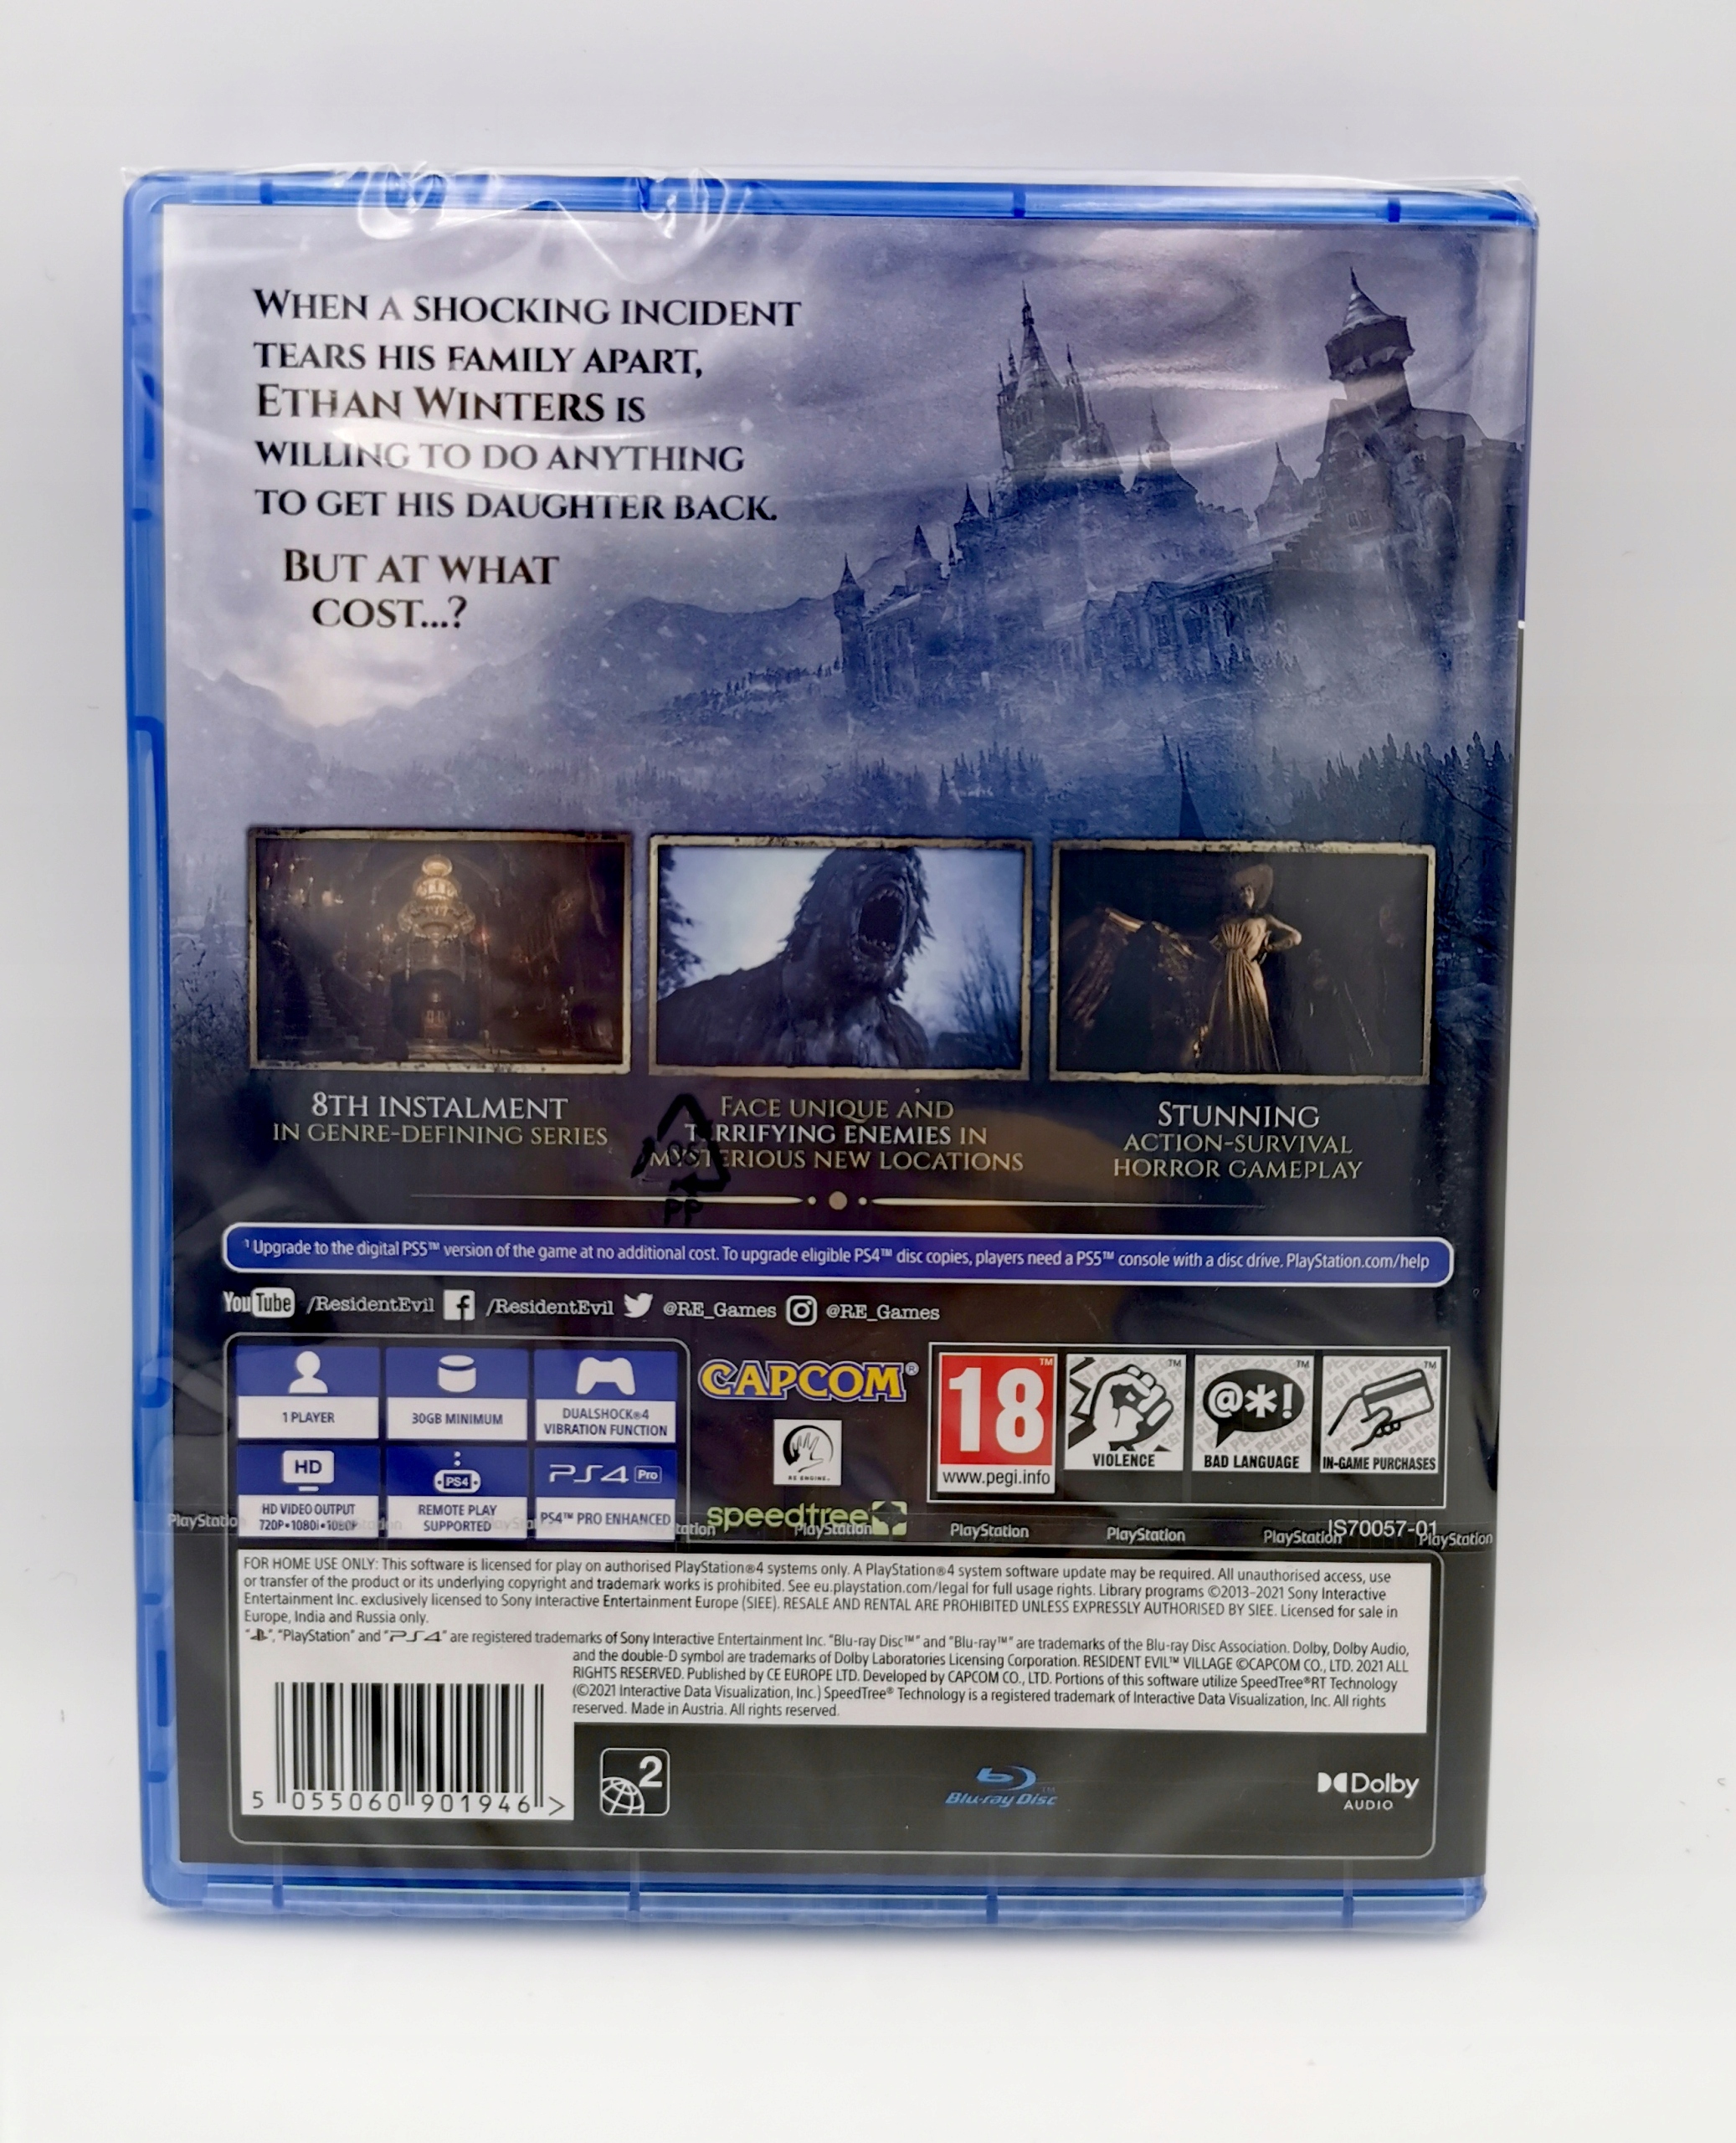 WHEN A SHOCKING INCIDENT
TEARS HIS FAMILY APART,
ETHAN WINTERS IS
WILLING TO DO ANYTHING
TO GET HIS DAUGHTER BACK.
BUT AT WHAT
COST...?
8TH INSTALMENT
IN GENRE-DEFINING SERIES
FACE UNIQUE AND
TERRIFYING ENEMIES IN
MYSTERIOUS NEW LOCATIONS
STUNNING
ACTION-SURVIVAL
HORROR GAMEPLAY
05
PP
¹ Upgrade to the digital PS5™ version of the game at no additional cost. To upgrade eligible PS4™ disc copies, players need a PS5™ console with a disc drive. PlayStation.com/help
YouTube /ResidentEvil f /ResidentEvil @RE_Games @RE_Games
1 PLAYER
30GB MINIMUM
DUALSHOCK®4
VIBRATION FUNCTION
HD
HD VIDEO OUTPUT
720P•1080i•1080P
PS4
REMOTE PLAY
SUPPORTED
PS4 Pro
PS4™ PRO ENHANCED
CAPCOM®
RE ENGINE
speedtree
18™
www.pegi.info
VIOLENCE
@*!
BAD LANGUAGE
IN-GAME PURCHASES
IS70057-01
PlayStation PlayStation PlayStation PlayStation PlayStation PlayStation
FOR HOME USE ONLY: This software is licensed for play on authorised PlayStation®4 systems only. A PlayStation®4 system software update may be required. All unauthorised access, use
or transfer of the product or its underlying copyright and trademark works is prohibited. See eu.playstation.com/legal for full usage rights. Library programs ©2013–2021 Sony Interactive
Entertainment Inc. exclusively licensed to Sony Interactive Entertainment Europe (SIEE). RESALE AND RENTAL ARE PROHIBITED UNLESS EXPRESSLY AUTHORISED BY SIEE. Licensed for sale in
Europe, India and Russia only.
" ", "PlayStation" and "PS4" are registered trademarks of Sony Interactive Entertainment Inc. "Blu-ray Disc™" and "Blu-ray™" are trademarks of the Blu-ray Disc Association. Dolby, Dolby Audio,
and the double-D symbol are trademarks of Dolby Laboratories Licensing Corporation. RESIDENT EVIL™ VILLAGE ©CAPCOM CO., LTD. 2021 ALL
RIGHTS RESERVED. Published by CE EUROPE LTD. Developed by CAPCOM CO., LTD. Portions of this software utilize SpeedTree®RT Technology
(©2021 Interactive Data Visualization, Inc.) SpeedTree® Technology is a registered trademark of Interactive Data Visualization, Inc. All rights
reserved. Made in Austria. All rights reserved.
5 055060 901946 >
2
Blu-ray Disc™
Dolby
AUDIO